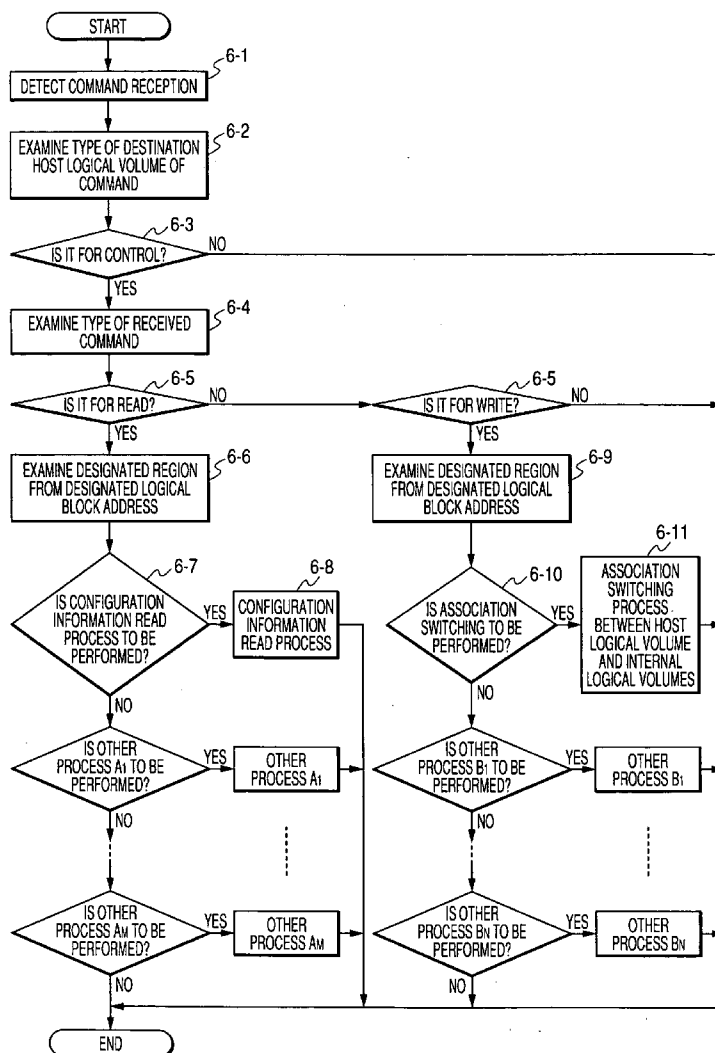 START
6-1
DETECT COMMAND RECEPTION
6-2
EXAMINE TYPE OF DESTINATION
HOST LOGICAL VOLUME OF
COMMAND
6-3
IS IT FOR CONTROL?
NO
YES
6-4
EXAMINE TYPE OF RECEIVED
COMMAND
6-5
IS IT FOR READ?
NO
YES
6-5
IS IT FOR WRITE?
NO
YES
6-6
EXAMINE DESIGNATED REGION
FROM DESIGNATED LOGICAL
BLOCK ADDRESS
6-9
EXAMINE DESIGNATED REGION
FROM DESIGNATED LOGICAL
BLOCK ADDRESS
6-7
IS CONFIGURATION
INFORMATION READ
PROCESS TO BE
PERFORMED?
YES
NO
6-8
CONFIGURATION
INFORMATION
READ PROCESS
6-10
IS ASSOCIATION
SWITCHING TO BE
PERFORMED?
YES
NO
6-11
ASSOCIATION
SWITCHING
PROCESS
BETWEEN HOST
LOGICAL VOLUME
AND INTERNAL
LOGICAL VOLUMES
IS OTHER
PROCESS A1 TO BE
PERFORMED?
YES
NO
OTHER
PROCESS A1
IS OTHER
PROCESS B1 TO BE
PERFORMED?
YES
NO
OTHER
PROCESS B1
IS OTHER
PROCESS AM TO BE
PERFORMED?
YES
NO
OTHER
PROCESS AM
IS OTHER
PROCESS BN TO BE
PERFORMED?
YES
NO
OTHER
PROCESS BN
END